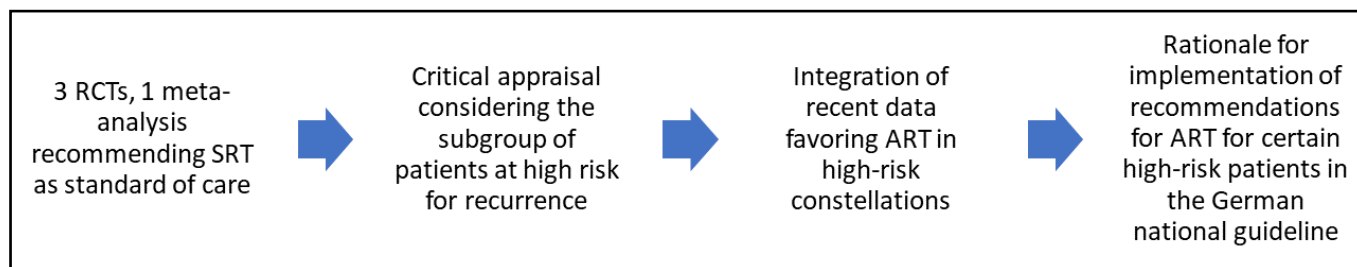 3 RCTs, 1 meta-
analysis
recommending SRT
as standard of care
Critical appraisal
considering the
subgroup of
patients at high risk
for recurrence
Integration of
recent data
favoring ART in
high-risk
constellations
Rationale for
implementation of
recommendations
for ART for certain
high-risk patients in
the German
national guideline